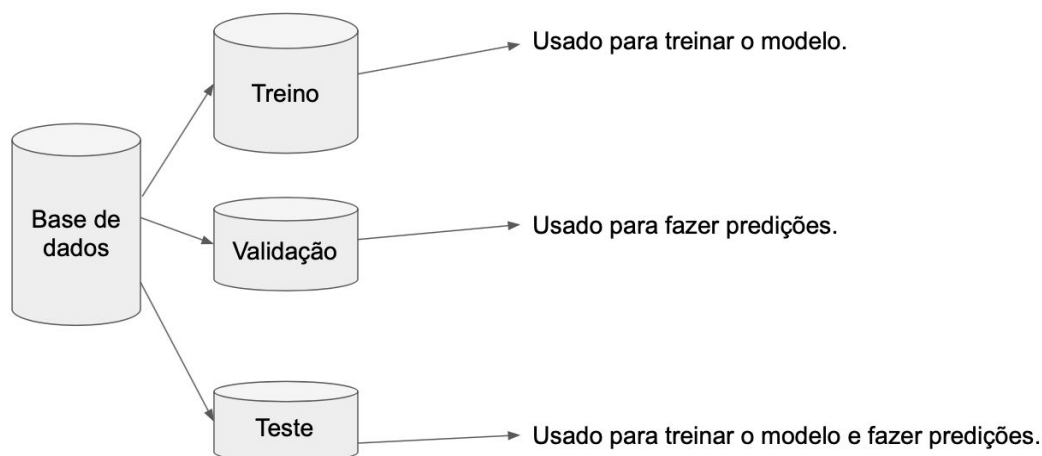 Treino
Usado para treinar o modelo.
Base de
dados
Validação
Usado para fazer predições.
Teste
Usado para treinar o modelo e fazer predições.